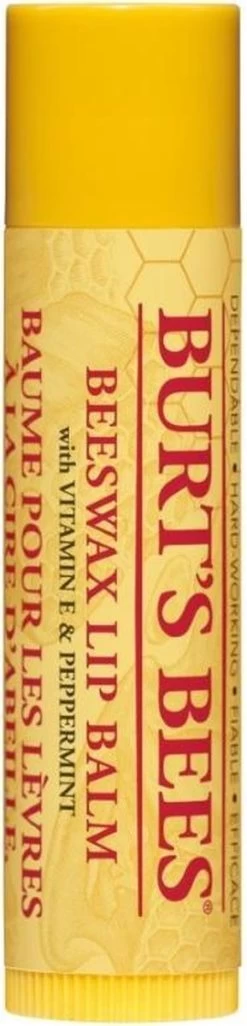 DEPENDABLE • HARD-WORKING • FIABLE • EFFICACE
BURT'S BEES®
BEESWAX LIP BALM
with VITAMIN E & PEPPERMINT
BAUME POUR LES LÈVRES
À LA CIRE D'ABEILLE,